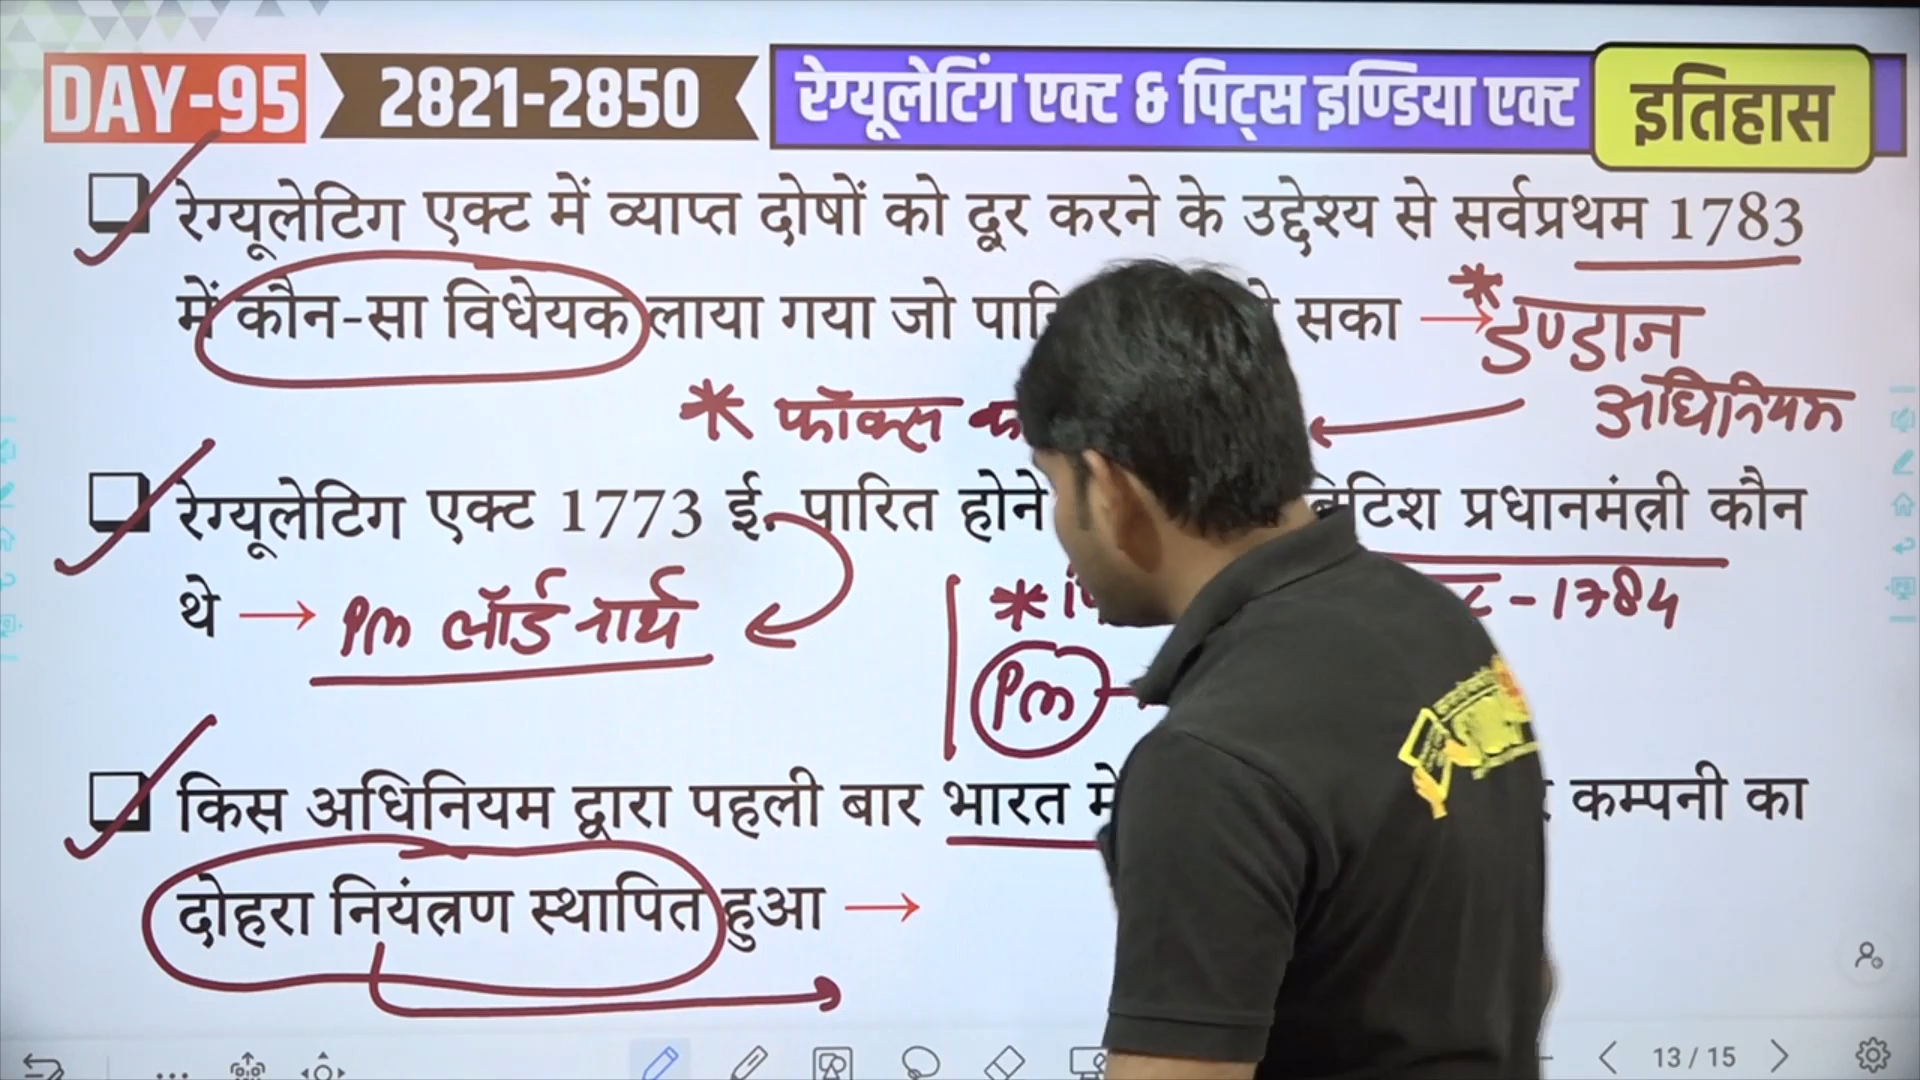 DAY-95 2821-2850 रेग्यूलेटिंग एक्ट & पिट्स इण्डिया एक्ट इतिहास
रेग्यूलेटिग एक्ट में व्याप्त दोषों को दूर करने के उद्देश्य से सर्वप्रथम 1783
में कौन-सा विधेयक लाया गया जो सका → * डण्डाज
* फॉक्स अधिनियम
रेग्यूलेटिग एक्ट 1773 ई. पारित होने ब्रिटिश प्रधानमंत्री कौन
थे → Pm लॉर्ड नार्थ * - 1784
Pm
किस अधिनियम द्वारा पहली बार भारत में कम्पनी का
दोहरा नियंत्रण स्थापित हुआ →
13 / 15